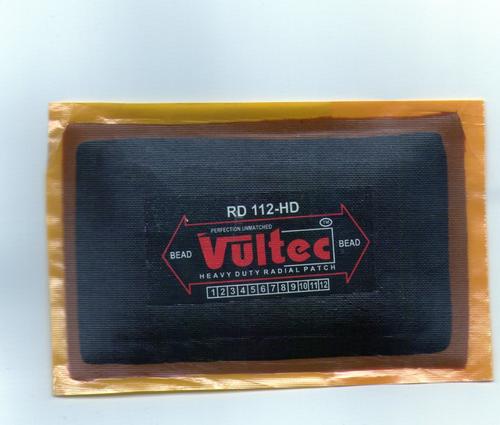 RD 112-HD
PERFECTION UNMATCHED
TM
BEAD Vultec BEAD
HEAVY DUTY RADIAL PATCH
1 2 3 4 5 6 7 8 9 10 11 12